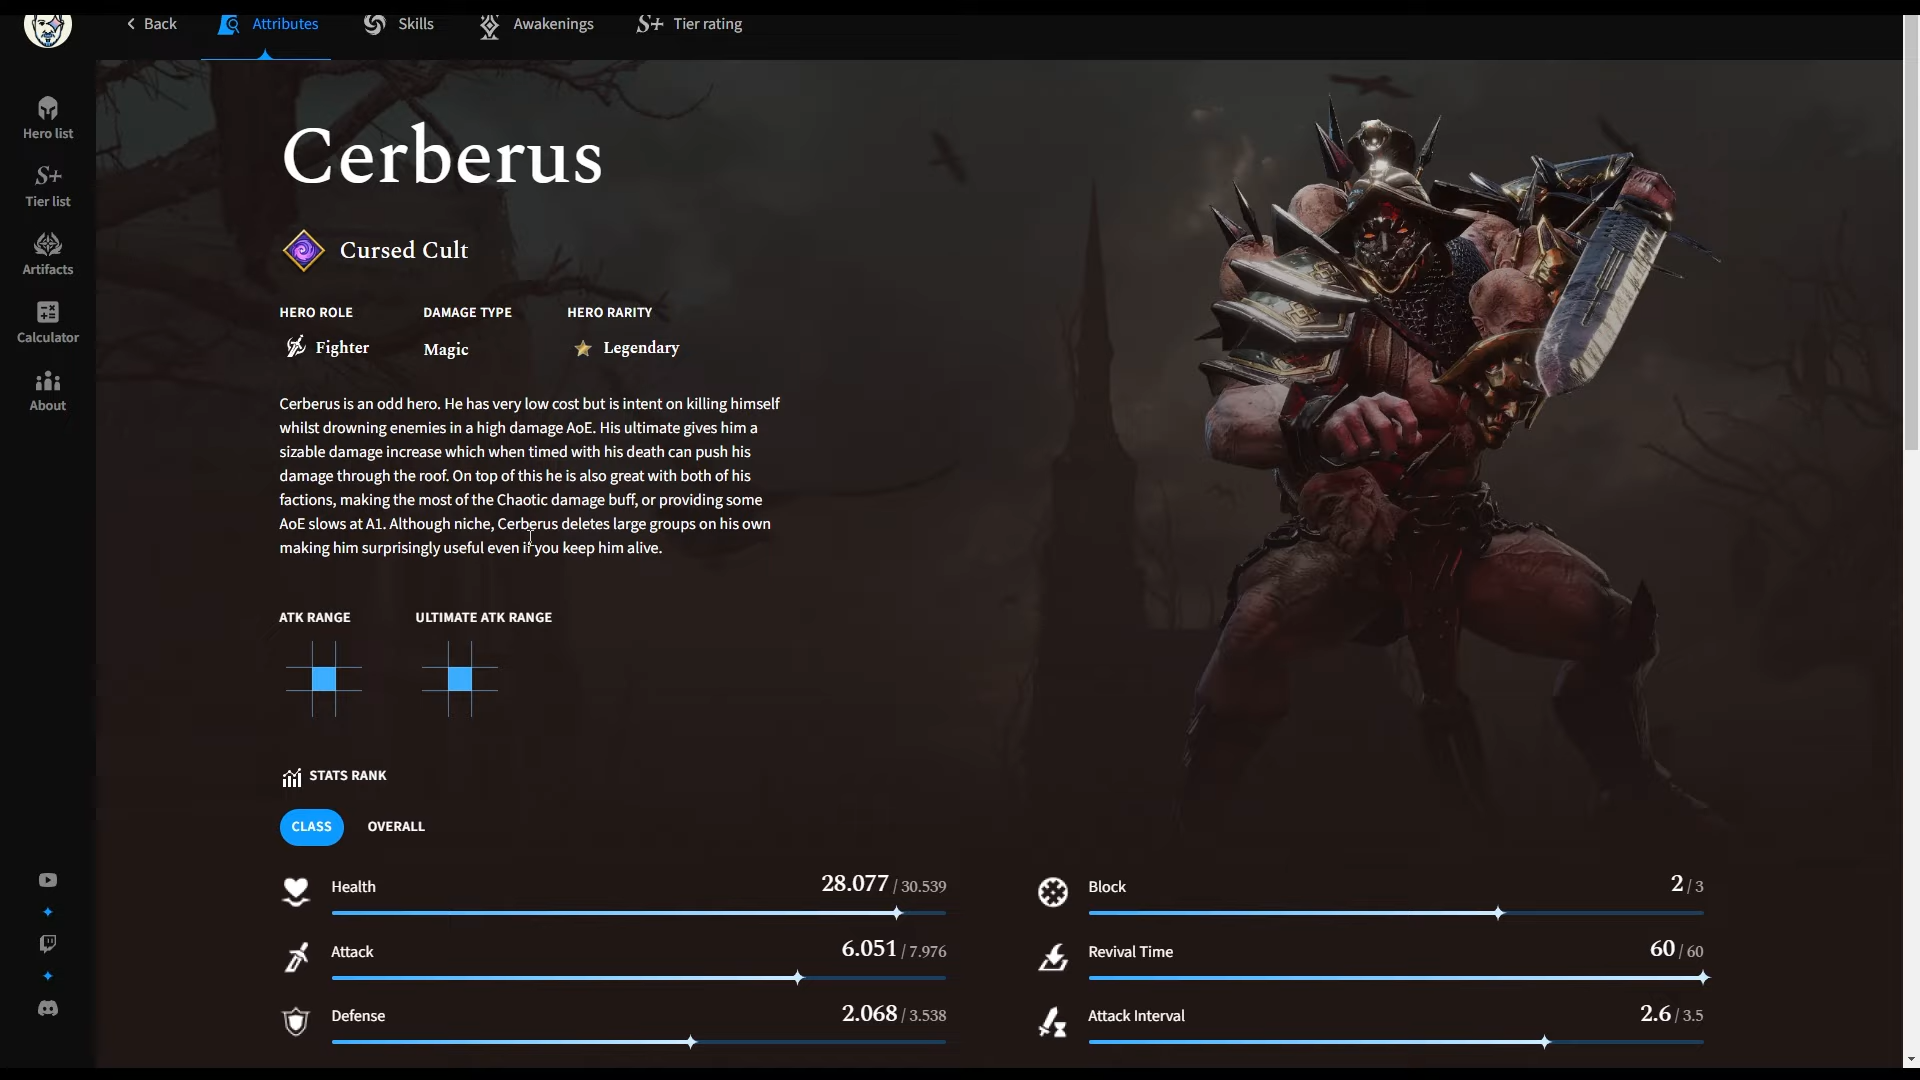 Back
Attributes
Skills
Awakenings
S+ Tier rating
Hero list
S+
Tier list
Artifacts
Calculator
About
Cerberus
Cursed Cult
HERO ROLE
DAMAGE TYPE
HERO RARITY
Fighter
Magic
Legendary
Cerberus is an odd hero. He has very low cost but is intent on killing himself
whilst drowning enemies in a high damage AoE. His ultimate gives him a
sizable damage increase which when timed with his death can push his
damage through the roof. On top of this he is also great with both of his
factions, making the most of the Chaotic damage buff, or providing some
AoE slows at A1. Although niche, Cerberus deletes large groups on his own
making him surprisingly useful even if you keep him alive.
ATK RANGE
ULTIMATE ATK RANGE
STATS RANK
CLASS
OVERALL
Health 28.077 / 30.539
Block 2 / 3
Attack 6.051 / 7.976
Revival Time 60 / 60
Defense 2.068 / 3.538
Attack Interval 2.6 / 3.5